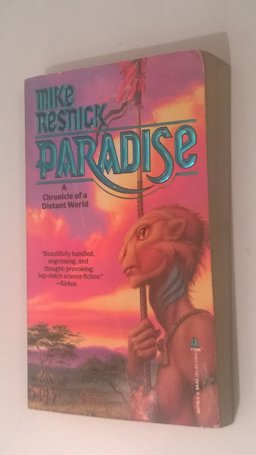 MIKE
RESNICK
PARADISE
A
Chronicle of a
Distant World
"Beautifully handled,
engrossing, and
thought-provoking:
top-notch science fiction."
—Kirkus